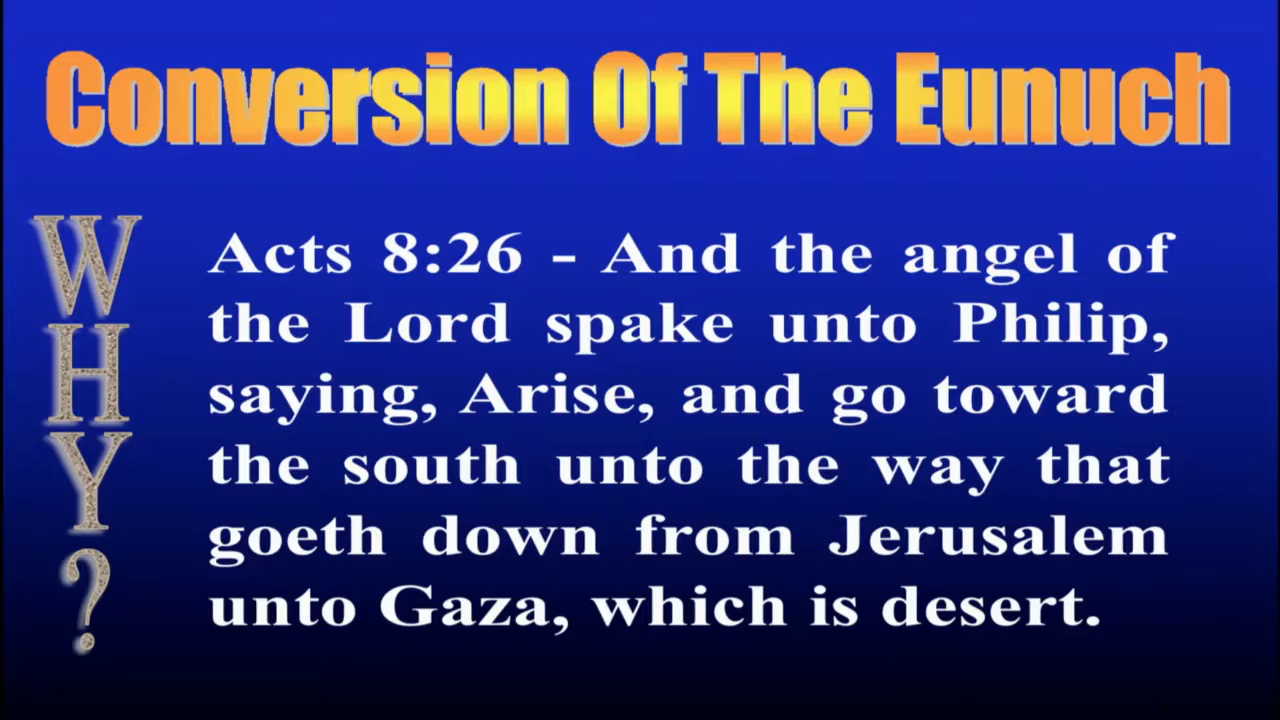 Conversion Of The Eunuch
WHY?
Acts 8:26 - And the angel of
the Lord spake unto Philip,
saying, Arise, and go toward
the south unto the way that
goeth down from Jerusalem
unto Gaza, which is desert.